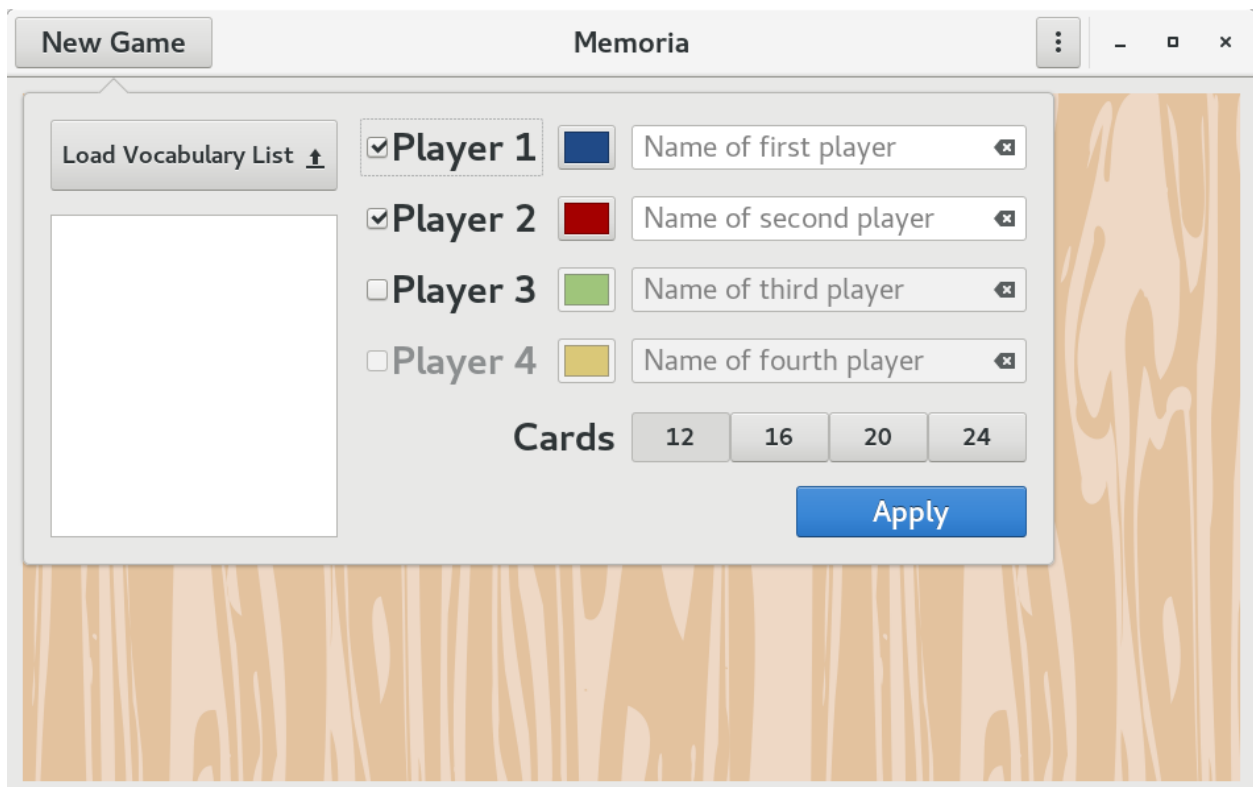 New Game Memoria
Load Vocabulary List
Player 1 Name of first player
Player 2 Name of second player
Player 3 Name of third player
Player 4 Name of fourth player
Cards 12 16 20 24
Apply